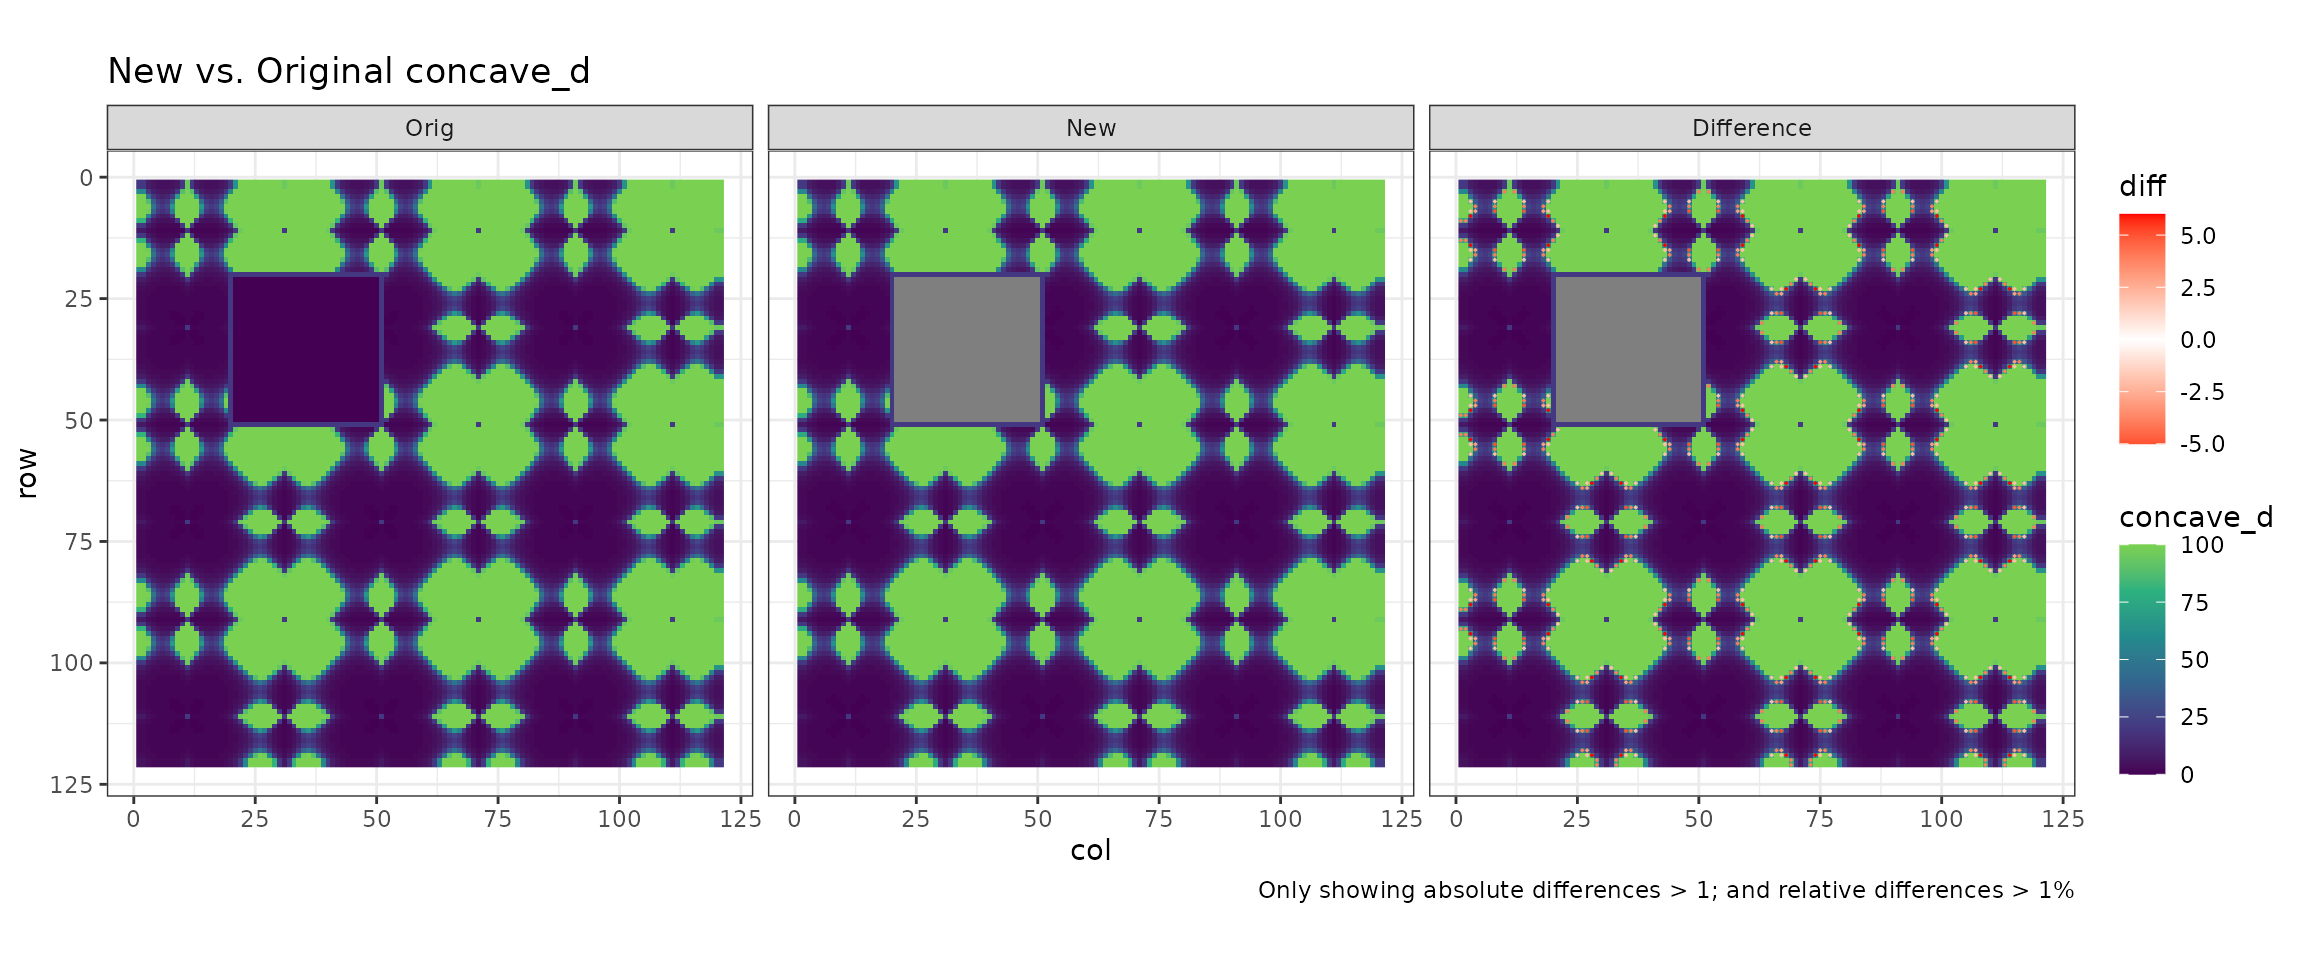 New vs. Original concave_d
Orig
New
Difference
0
25
50
75
100
125
row
0 25 50 75 100 125
0 25 50 75 100 125
0 25 50 75 100 125
col
diff
5.0
2.5
0.0
-2.5
-5.0
concave_d
100
75
50
25
0
Only showing absolute differences > 1; and relative differences > 1%